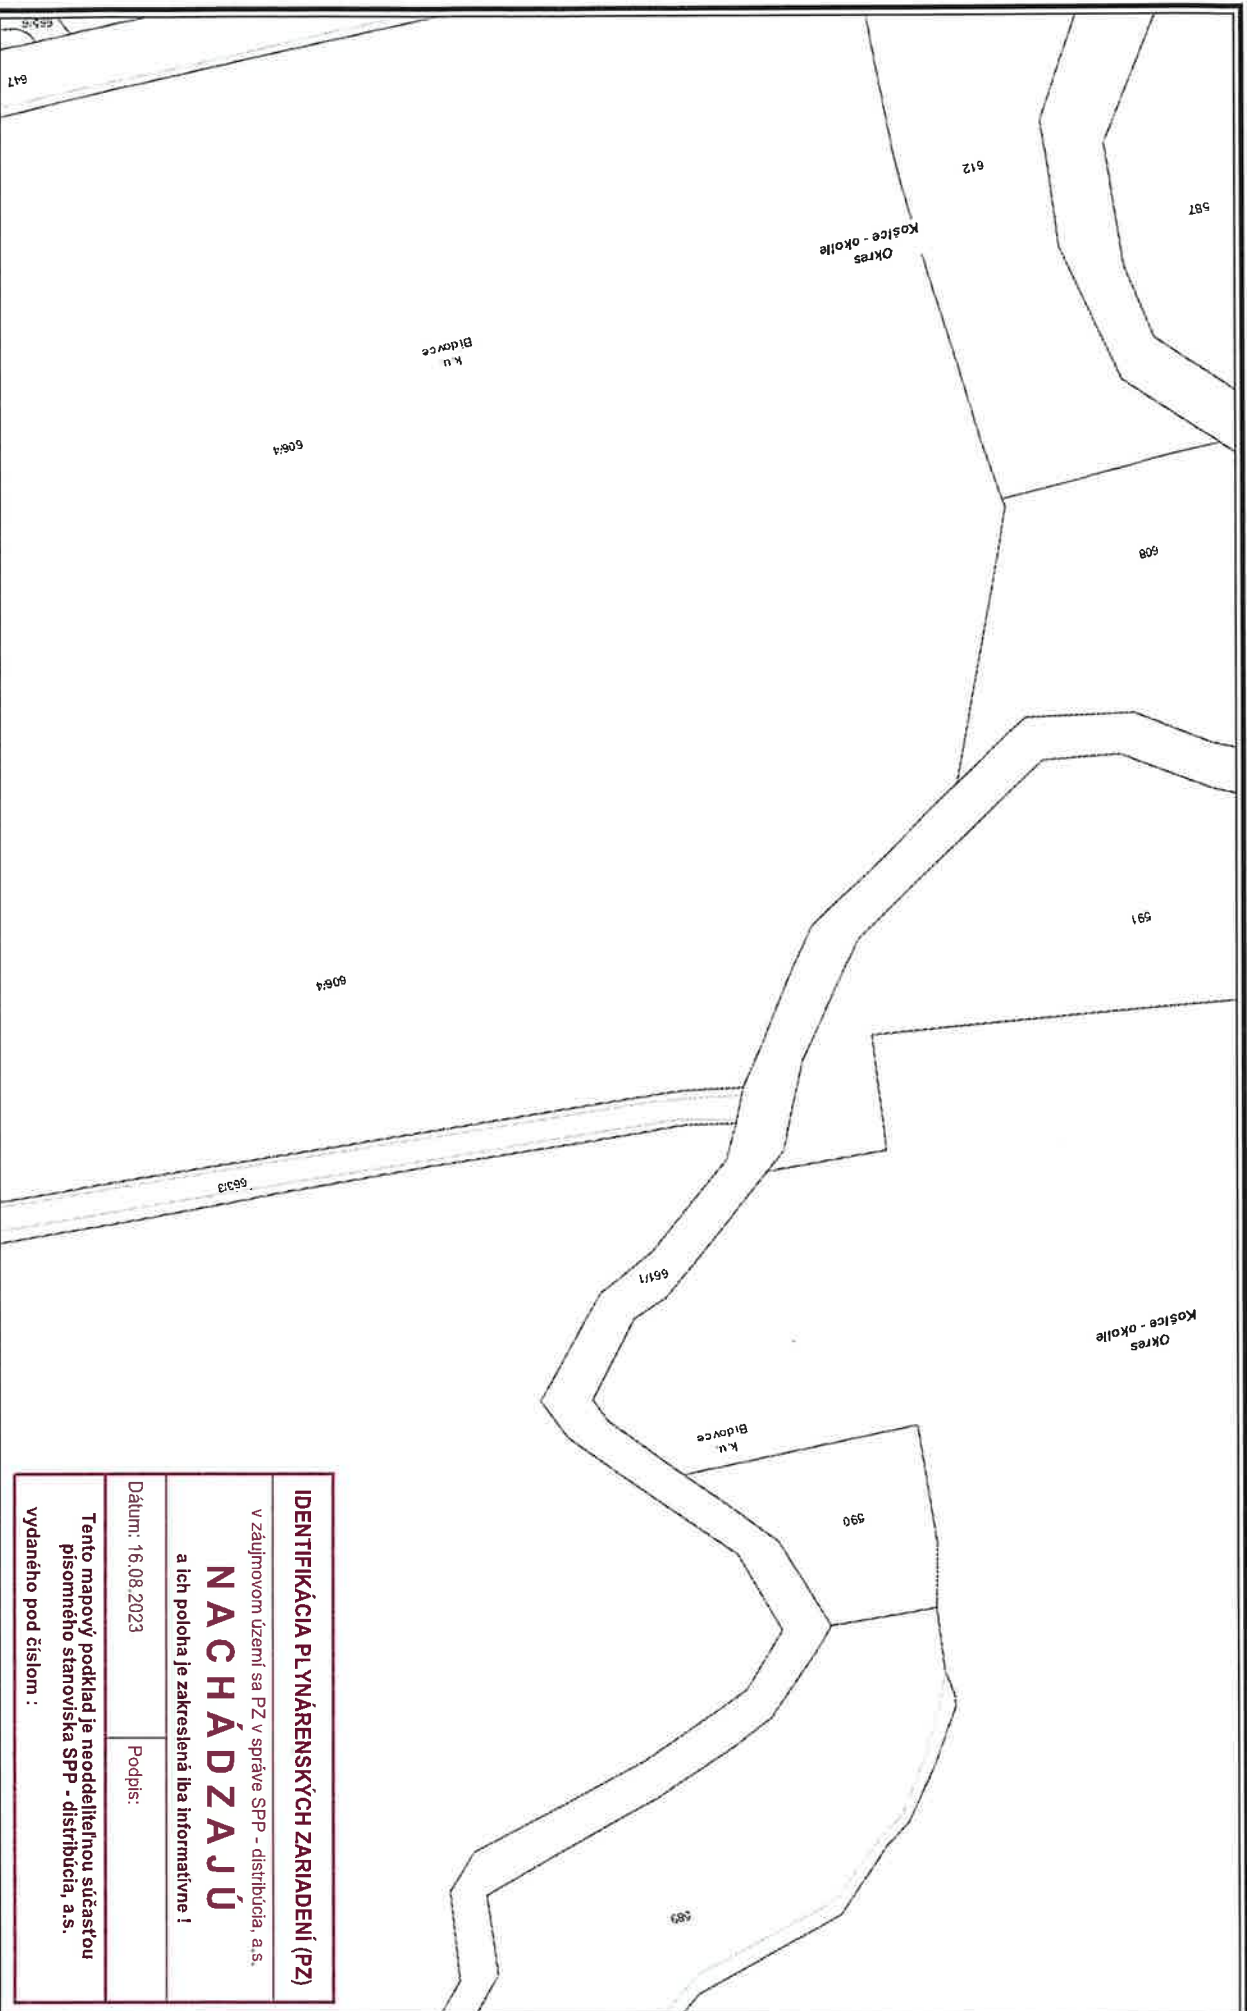 665/6
647
612
587
Okres
Košice - okolie
k.ú.
Bidovce
606/4
608
591
606/4
663/3
661/1
Okres
Košice - okolie
k.ú.
Bidovce
590
589
IDENTIFIKÁCIA PLYNÁRENSKÝCH ZARIADENÍ (PZ)
v záujmovom území sa PZ v správe SPP - distribúcia, a.s.
NACHÁDZAJÚ
a ich poloha je zakreslená iba informatívne !
Dátum: 16.08.2023
Podpis:
Tento mapový podklad je neoddeliteľnou súčasťou
písomného stanoviska SPP - distribúcia, a.s.
vydaného pod číslom :